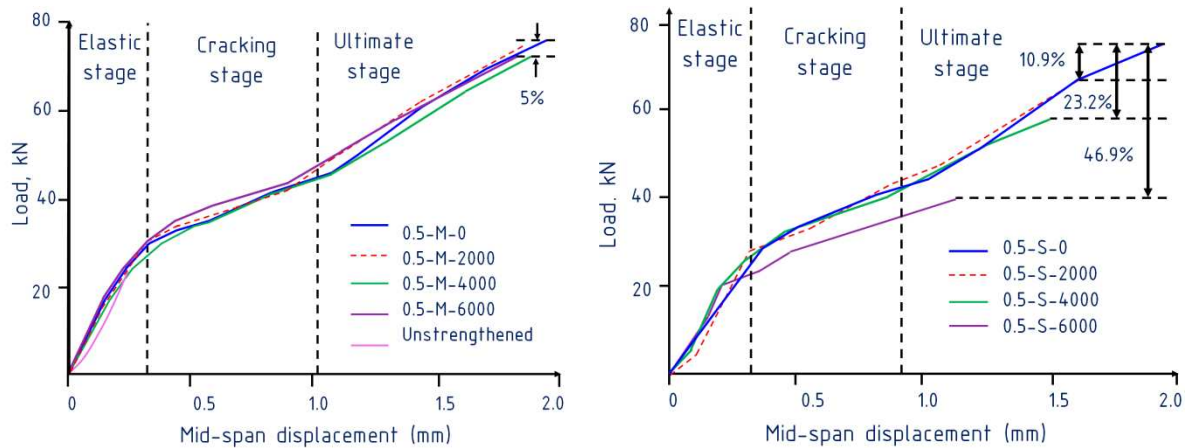 80
60
40
20
0
0.5
1.0
1.5
2.0
Load, kN
Mid-span displacement (mm)
Elastic
stage
Cracking
stage
Ultimate
stage
5%
0.5-M-0
0.5-M-2000
0.5-M-4000
0.5-M-6000
Unstrengthened
80
60
40
20
0
0.5
1.0
1.5
2.0
Load. kN
Mid-span displacement (mm)
Elastic
stage
Cracking
stage
Ultimate
stage
10.9%
23.2%
46.9%
0.5-S-0
0.5-S-2000
0.5-S-4000
0.5-S-6000